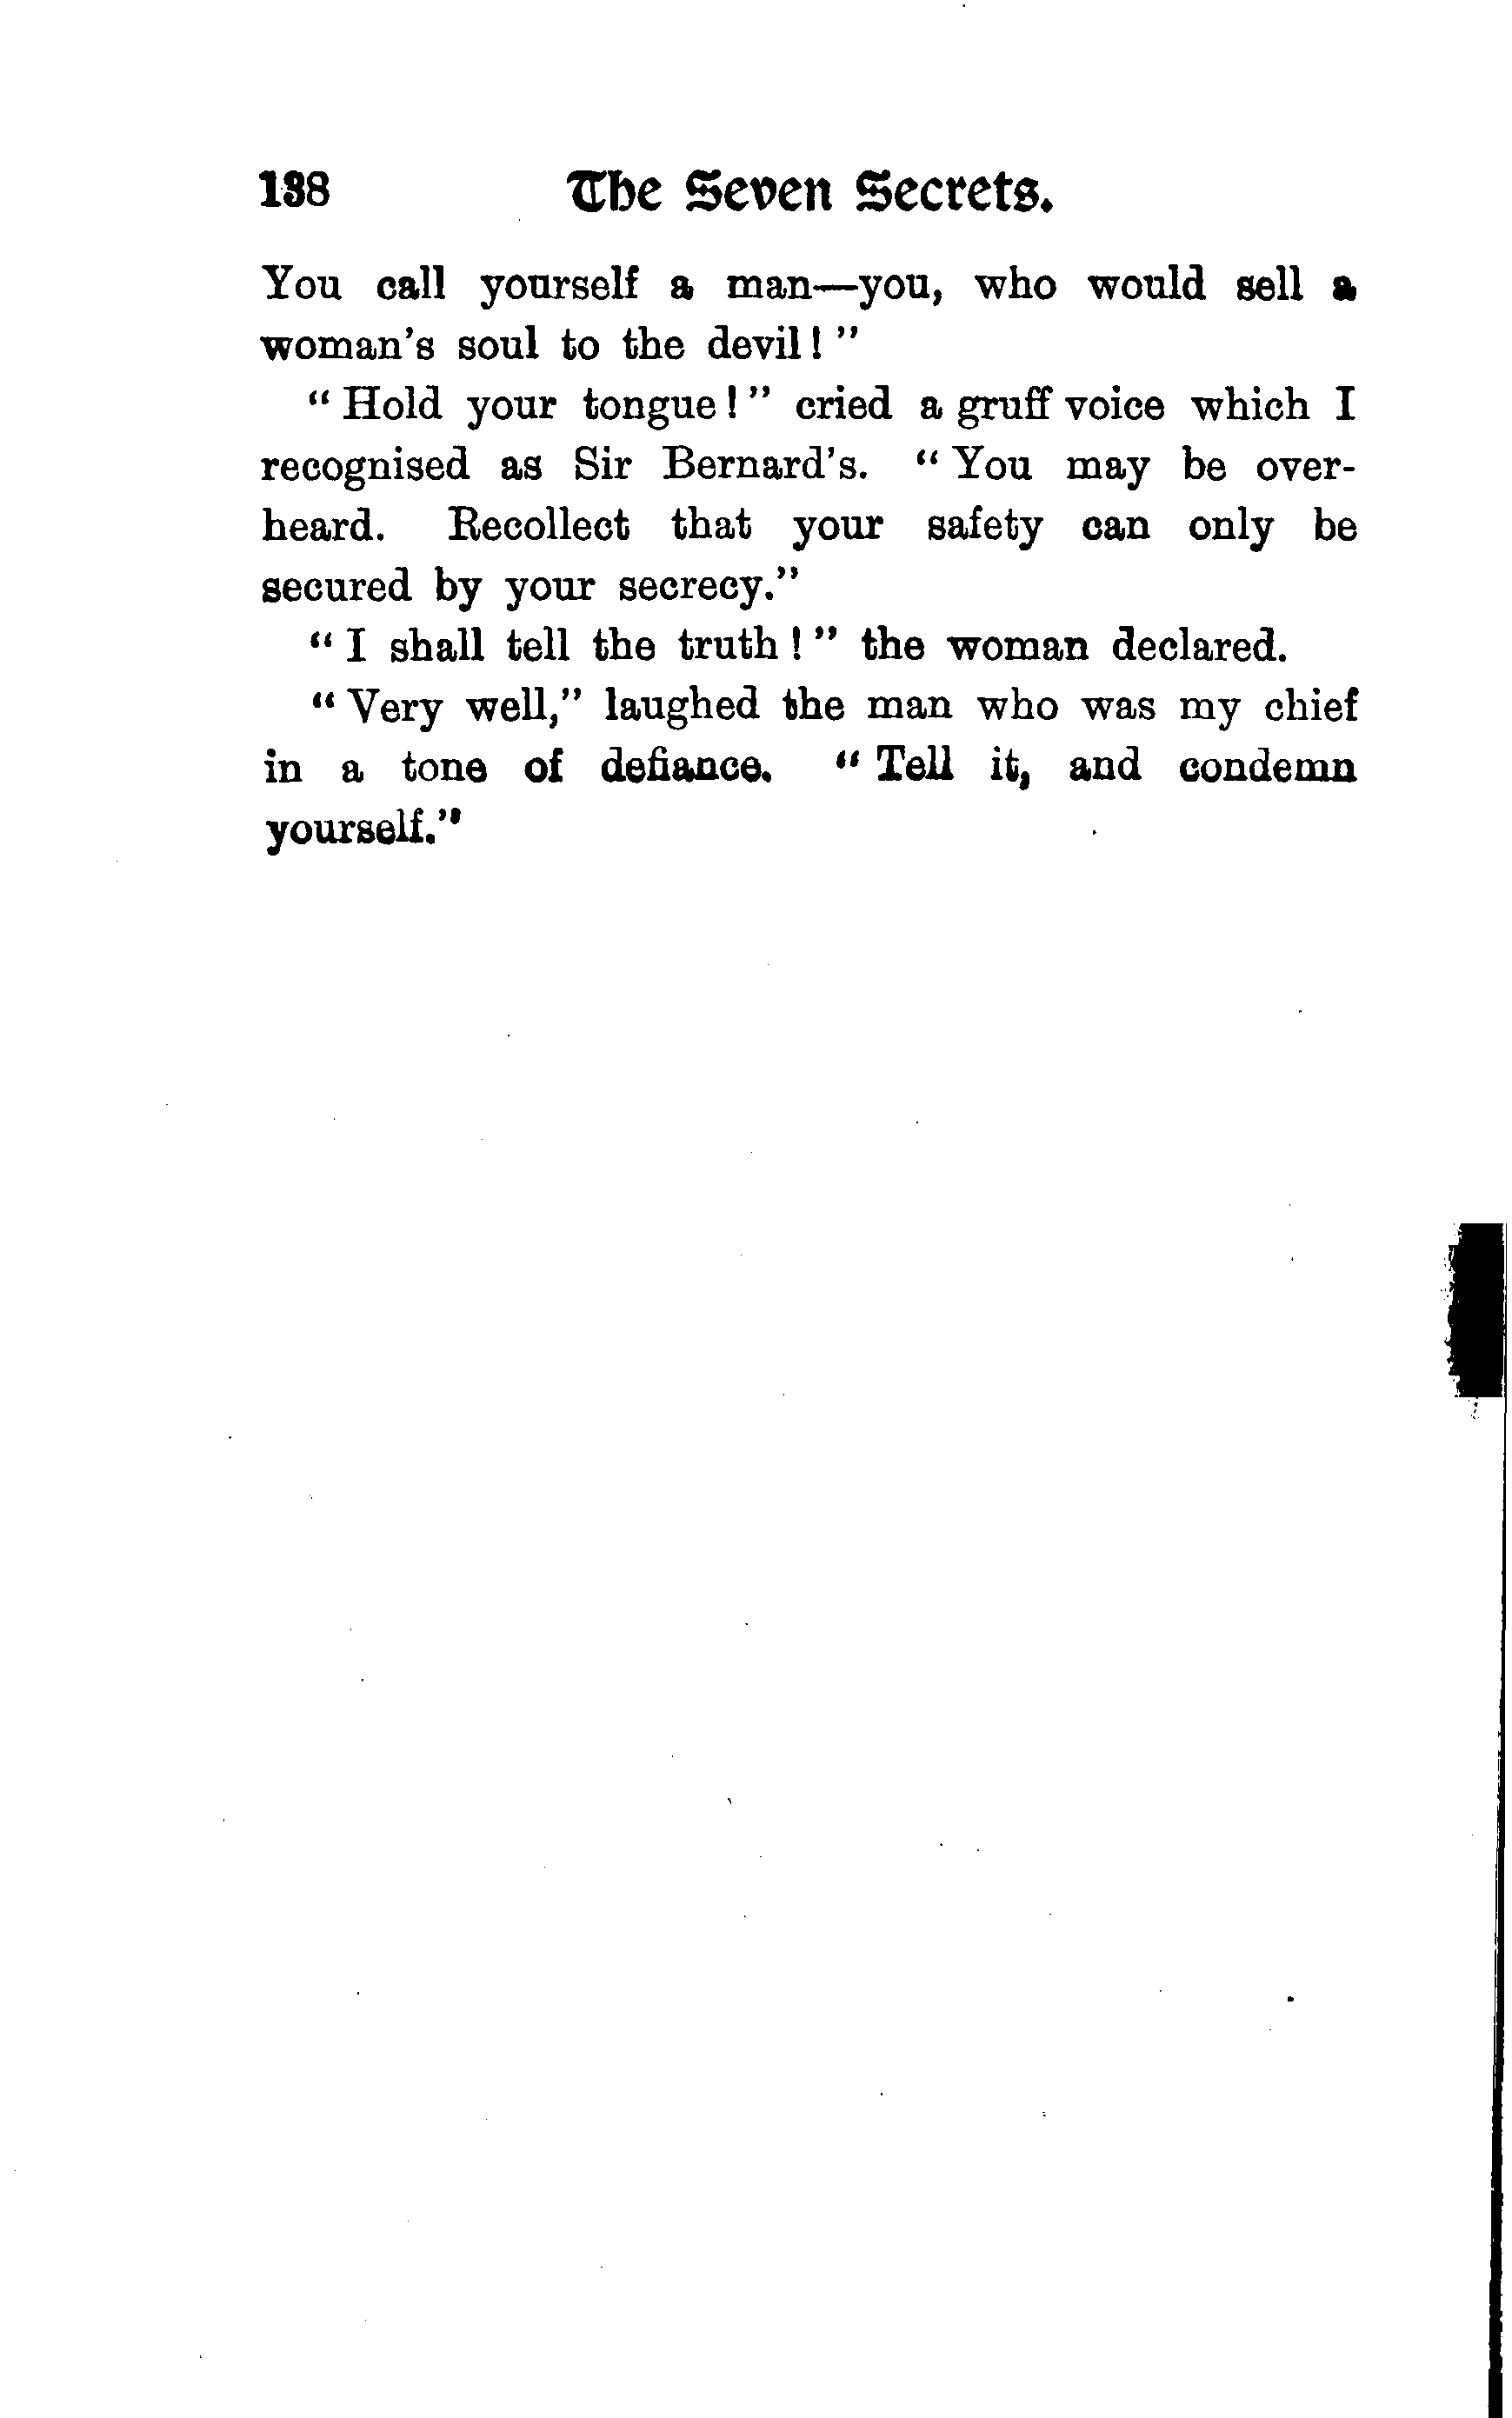 138 The Seven Secrets.
You call yourself a man—you, who would sell a
woman's soul to the devil! "
" Hold your tongue! " cried a gruff voice which I
recognised as Sir Bernard's. " You may be over-
heard. Recollect that your safety can only be
secured by your secrecy."
" I shall tell the truth ! " the woman declared.
" Very well," laughed the man who was my chief
in a tone of defiance. " Tell it, and condemn
yourself."